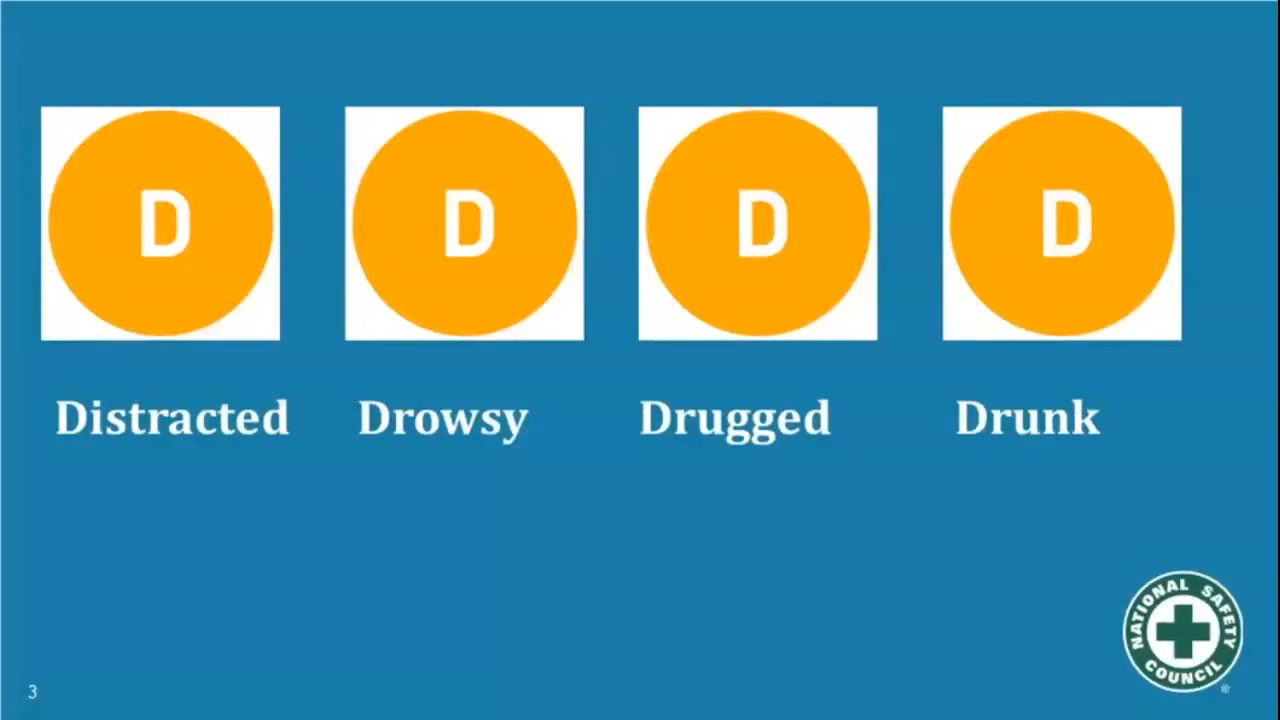 D D D D
Distracted Drowsy Drugged Drunk
NATIONAL SAFETY COUNCIL
®
3